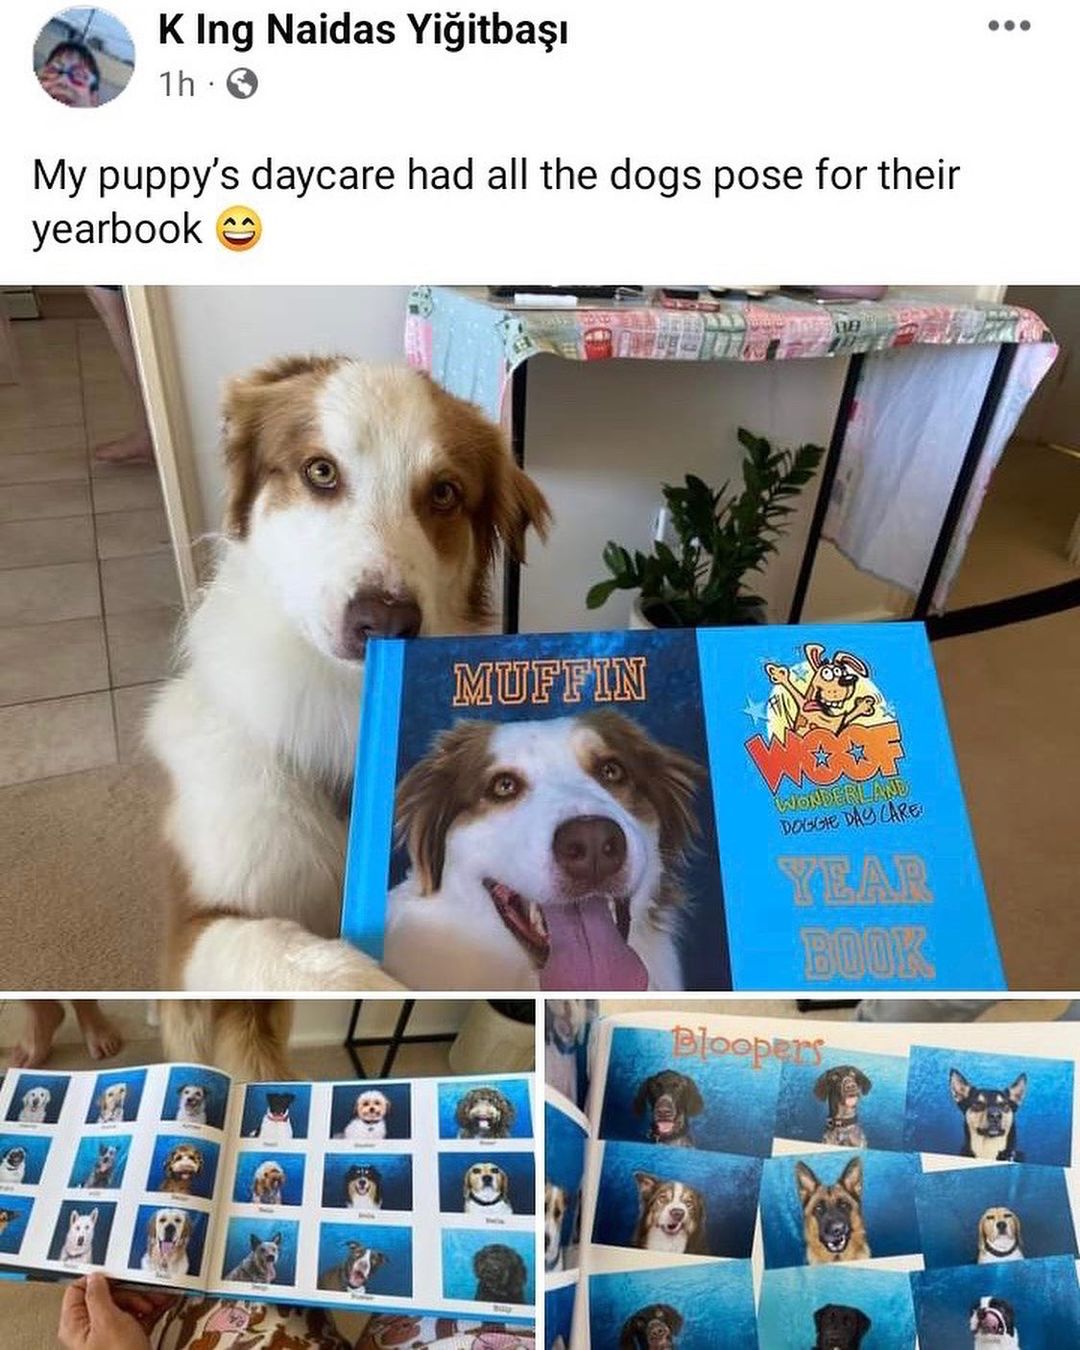 K Ing Naidas Yiğitbaşı
1h ·
My puppy's daycare had all the dogs pose for their
yearbook 😄
MUFFIN
WOOF
WONDERLAND
DOGGIE DAY CARE
YEAR
BOOK
Bloopers